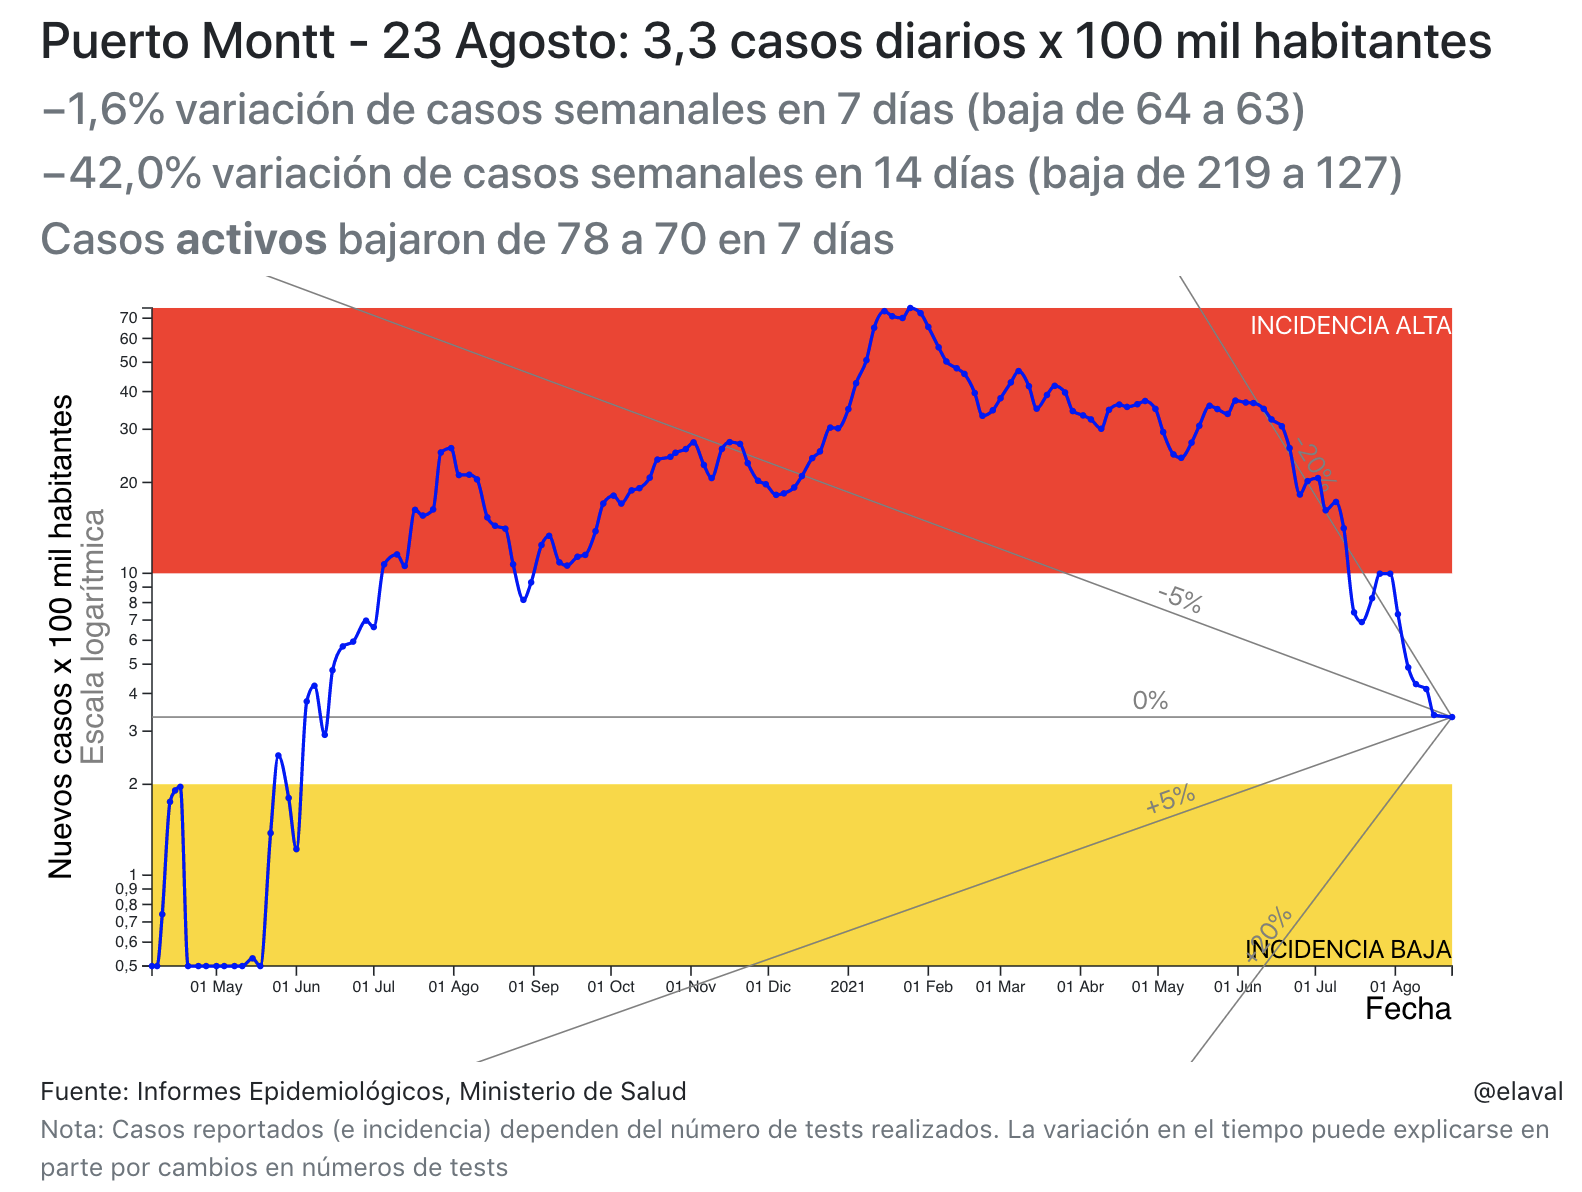 Puerto Montt - 23 Agosto: 3,3 casos diarios x 100 mil habitantes
−1,6% variación de casos semanales en 7 días (baja de 64 a 63)
−42,0% variación de casos semanales en 14 días (baja de 219 a 127)
Casos activos bajaron de 78 a 70 en 7 días
INCIDENCIA ALTA
Nuevos casos x 100 mil habitantes
Escala logarítmica
70
60
50
40
30
20
10
9
8
7
6
5
4
3
2
1
0,9
0,8
0,7
0,6
0,5
-20%
-5%
0%
+5%
+20%
INCIDENCIA BAJA
01 May
01 Jun
01 Jul
01 Ago
01 Sep
01 Oct
01 Nov
01 Dic
2021
01 Feb
01 Mar
01 Abr
01 May
01 Jun
01 Jul
01 Ago
Fecha
Fuente: Informes Epidemiológicos, Ministerio de Salud
@elaval
Nota: Casos reportados (e incidencia) dependen del número de tests realizados. La variación en el tiempo puede explicarse en
parte por cambios en números de tests